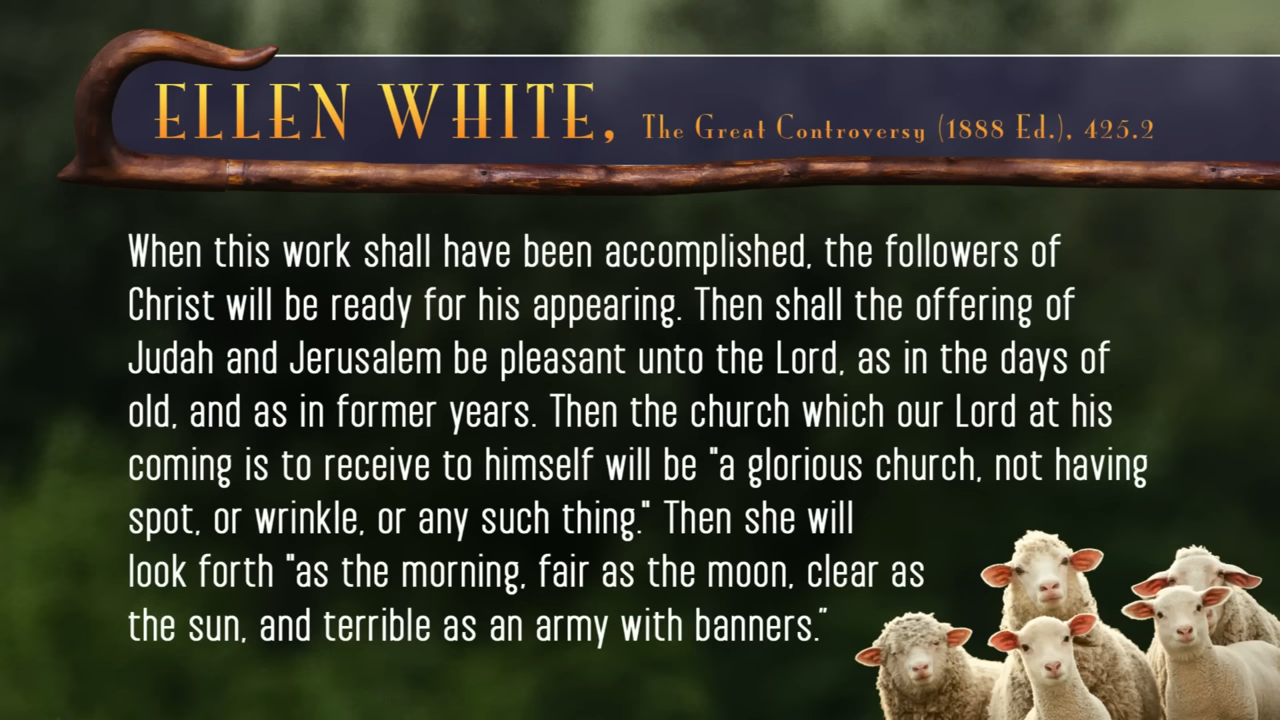 ELLEN WHITE, The Great Controversy (1888 Ed.), 425.2
When this work shall have been accomplished, the followers of
Christ will be ready for his appearing. Then shall the offering of
Judah and Jerusalem be pleasant unto the Lord, as in the days of
old, and as in former years. Then the church which our Lord at his
coming is to receive to himself will be "a glorious church, not having
spot, or wrinkle, or any such thing." Then she will
look forth "as the morning, fair as the moon, clear as
the sun, and terrible as an army with banners.”